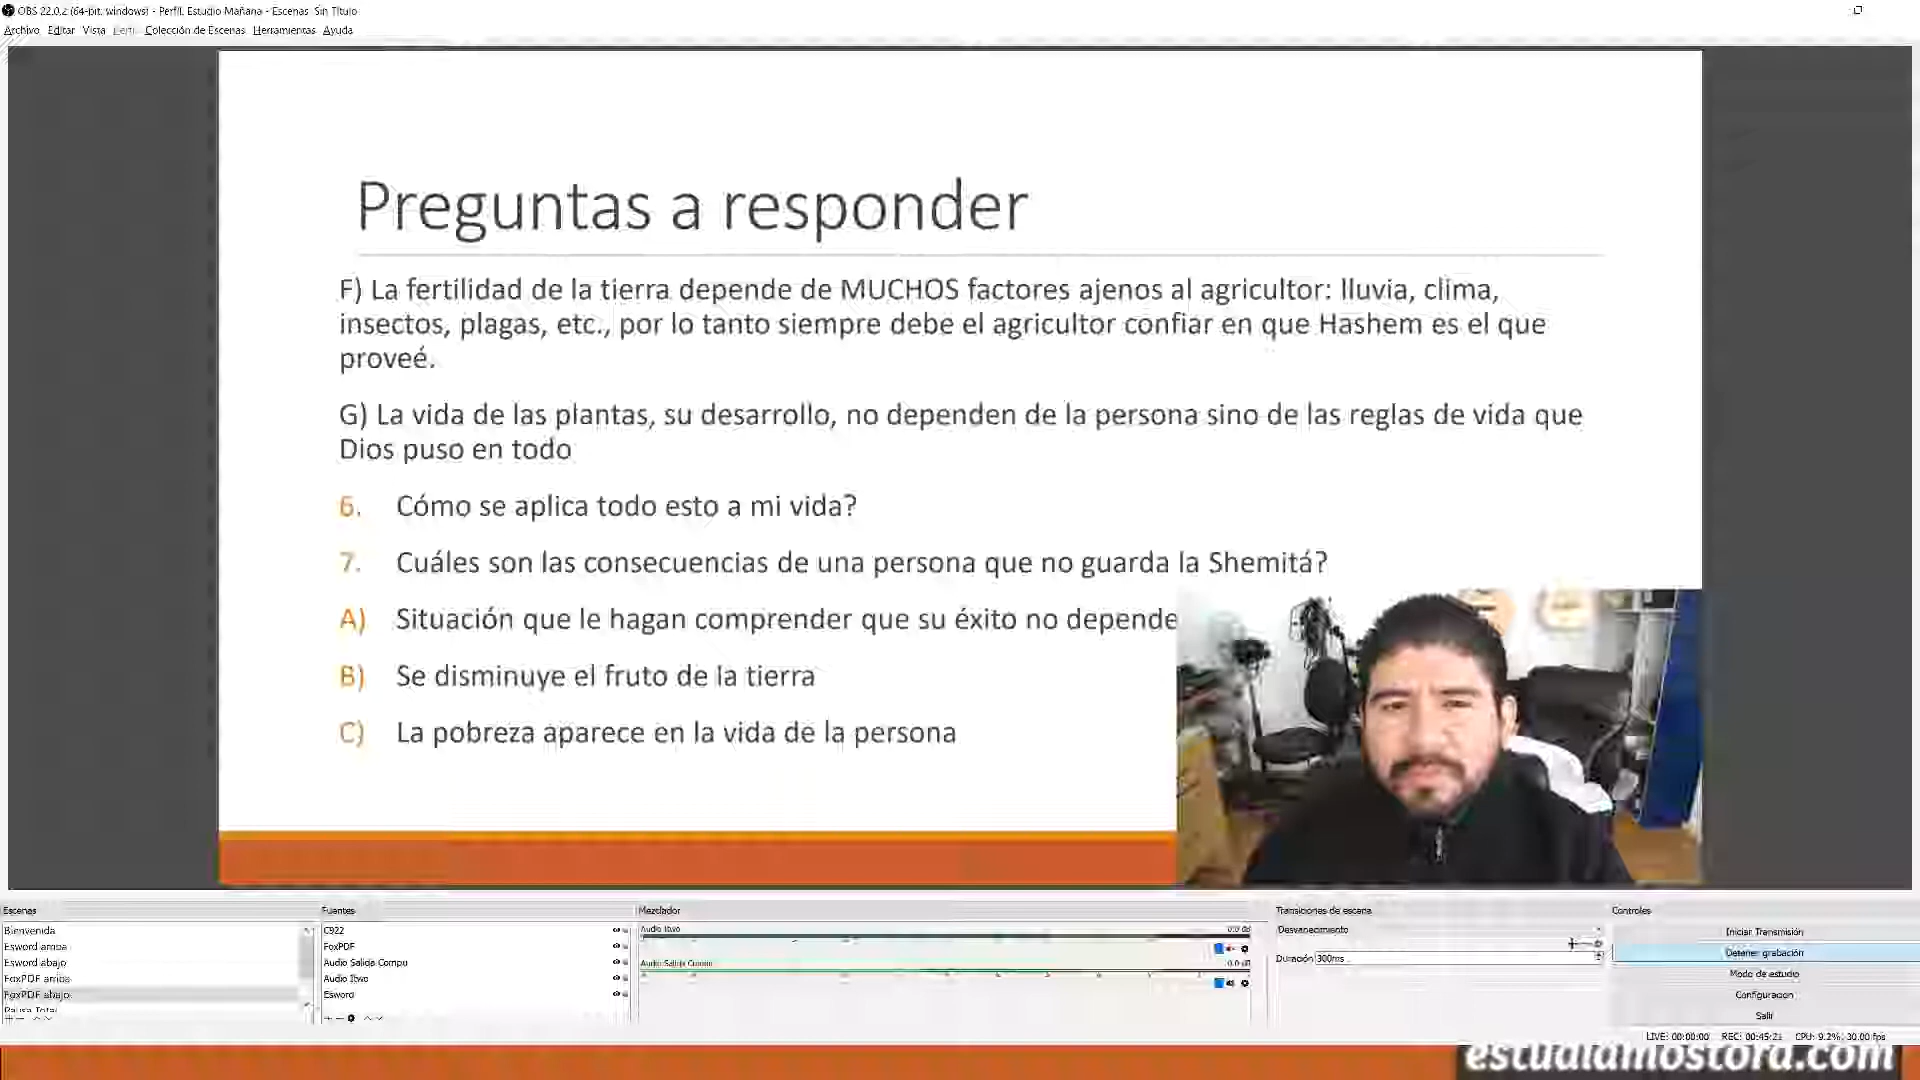 OBS 22.0.2 (64-bit, windows) - Perfil: Estudio Mañana - Escenas: Sin Título
Archivo Editar Vista Colección de Escenas Herramientas Ayuda
Preguntas a responder
F) La fertilidad de la tierra depende de MUCHOS factores ajenos al agricultor: lluvia, clima,
insectos, plagas, etc., por lo tanto siempre debe el agricultor confiar en que Hashem es el que
proveé.
G) La vida de las plantas, su desarrollo, no dependen de la persona sino de las reglas de vida que
Dios puso en todo
6. Cómo se aplica todo esto a mi vida?
7. Cuáles son las consecuencias de una persona que no guarda la Shemitá?
A) Situación que le hagan comprender que su éxito no depende
B) Se disminuye el fruto de la tierra
C) La pobreza aparece en la vida de la persona
Escenas
Bienvenida
Esword arriba
Esword abajo
FoxPDF arriba
FoxPDF abajo
Pausa Total
Fuentes
C922
FoxPDF
Audio Salida Compu
Audio Itwo
Esword
Mezclador
Audio Itwo 0.0 dB
Audio Salida Compu 0.0 dB
Transiciones de escena
Desvanecimiento
Duración 300ms
Controles
Iniciar Transmisión
Detener grabación
Modo de estudio
Configuración
Salir
LIVE: 00:00:00 REC: 00:45:21 CPU: 9.2%, 30.00 fps
estudiamostora.com